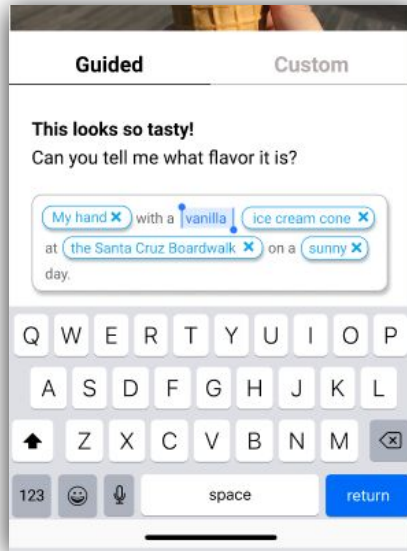 Guided Custom
This looks so tasty!
Can you tell me what flavor it is?
My hand × with a vanilla ice cream cone ×
at the Santa Cruz Boardwalk × on a sunny ×
day.
Q W E R T Y U I O P
A S D F G H J K L
Z X C V B N M
123 space return